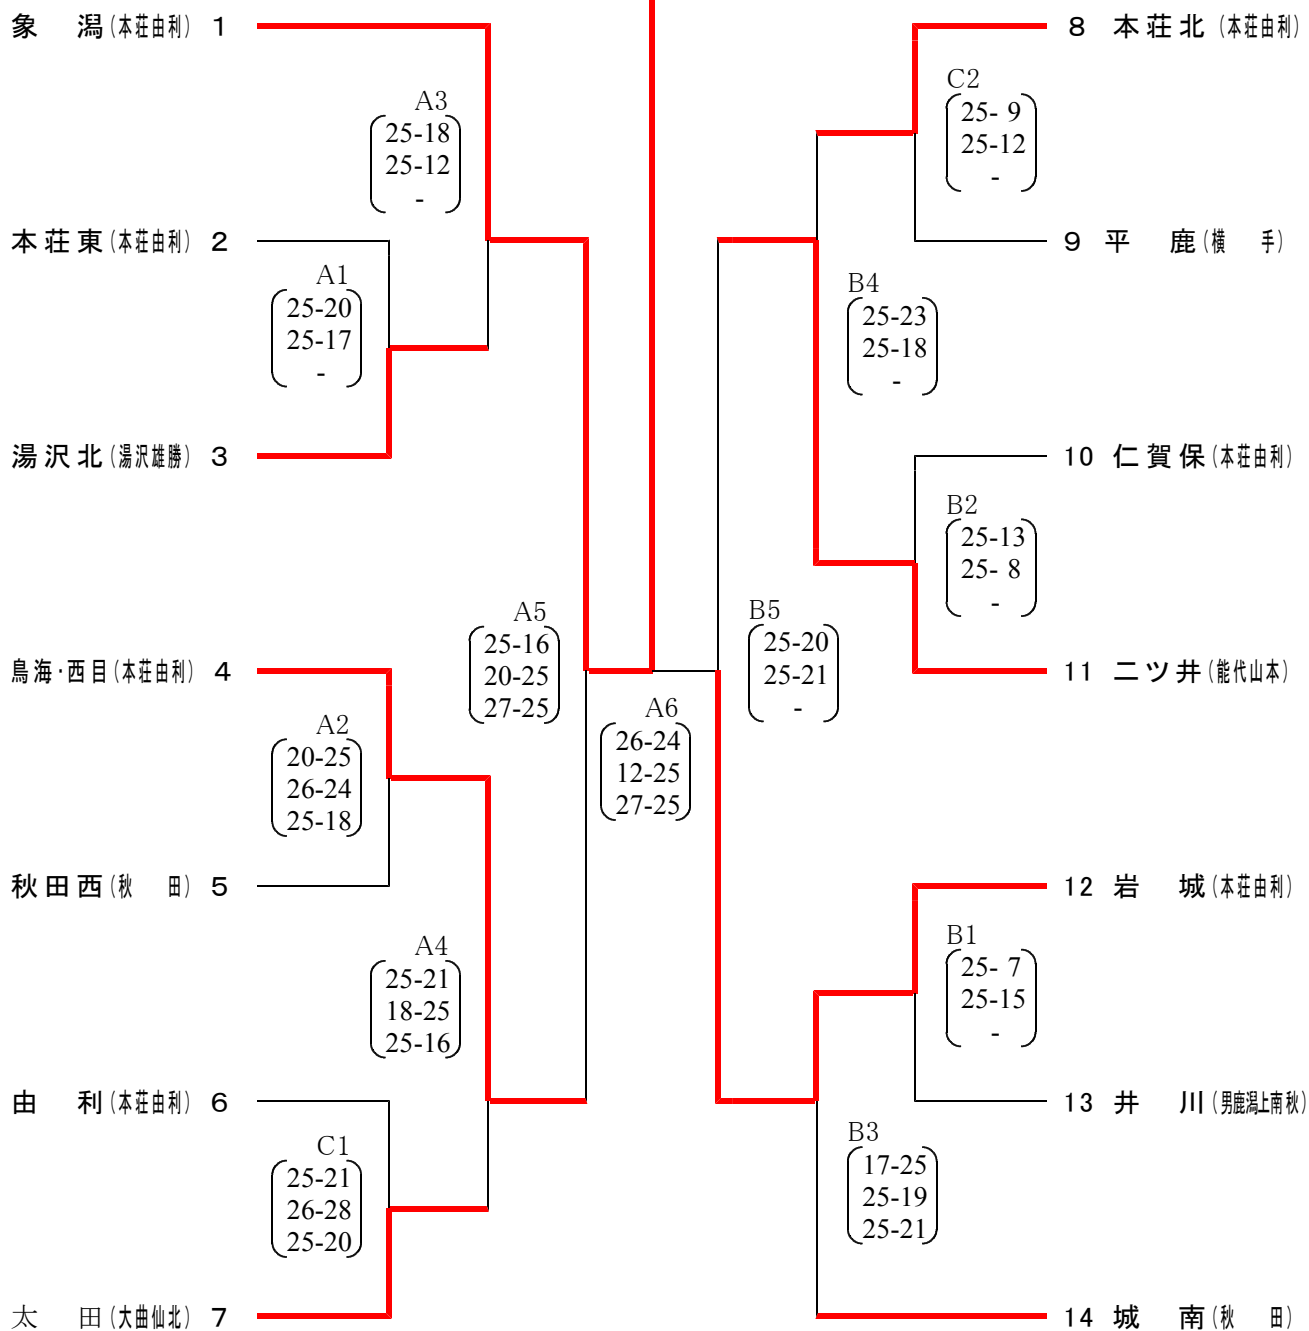 象　潟(本荘由利) 1
A3
25-18
25-12
-
本荘東(本荘由利) 2
A1
25-20
25-17
-
湯沢北(湯沢雄勝) 3
A5
25-16
20-25
27-25
鳥海・西目(本荘由利) 4
A2
20-25
26-24
25-18
秋田西(秋　田) 5
A4
25-21
18-25
25-16
由　利(本荘由利) 6
C1
25-21
26-28
25-20
太　田(大曲仙北) 7
A6
26-24
12-25
27-25
8 本荘北(本荘由利)
C2
25- 9
25-12
-
9 平　鹿(横　手)
B4
25-23
25-18
-
10 仁賀保(本荘由利)
B2
25-13
25- 8
-
11 二ツ井(能代山本)
B5
25-20
25-21
-
12 岩　城(本荘由利)
B1
25- 7
25-15
-
13 井　川(男鹿潟上南秋)
B3
17-25
25-19
25-21
14 城　南(秋　田)